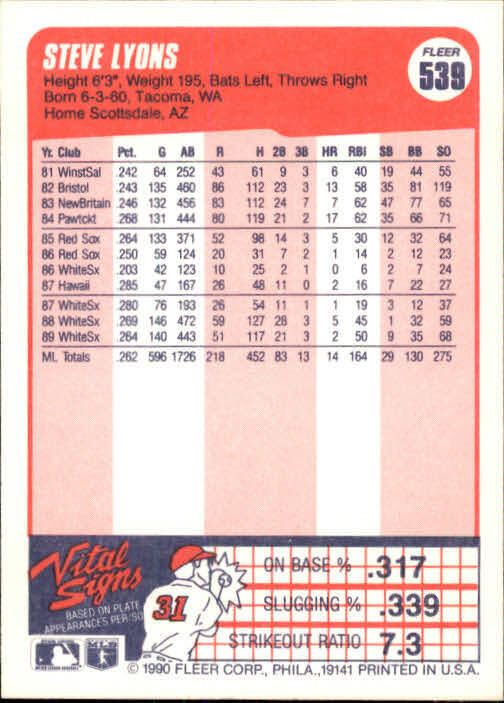 STEVE LYONS
FLEER
539
Height 6'3", Weight 195, Bats Left, Throws Right
Born 6-3-60, Tacoma, WA
Home Scottsdale, AZ
Yr. Club Pct. G AB R H 2B 3B HR RBI SB BB SO
81 WinstSal .242 64 252 43 61 9 3 6 40 19 44 55
82 Bristol .243 135 460 86 112 23 3 13 58 35 81 119
83 NewBritain .246 132 456 83 112 24 7 7 62 47 77 65
84 Pawtckt .268 131 444 80 119 21 2 17 62 35 66 71
85 Red Sox .264 133 371 52 98 14 3 5 30 12 32 64
86 Red Sox .250 59 124 20 31 7 2 1 14 2 12 23
86 WhiteSx .203 42 123 10 25 2 1 0 6 2 7 24
87 Hawaii .285 47 167 26 48 11 0 2 16 7 22 27
87 WhiteSx .280 76 193 26 54 11 1 1 19 3 12 37
88 WhiteSx .269 146 472 59 127 28 3 5 45 1 32 59
89 WhiteSx .264 140 443 51 117 21 3 2 50 9 35 68
ML Totals .262 596 1726 218 452 83 13 14 164 29 130 275
Vital Signs
BASED ON PLATE
APPEARANCES PER/SO
31
ON BASE % .317
SLUGGING % .339
STRIKEOUT RATIO 7.3
© 1990 FLEER CORP., PHILA., 19141 PRINTED IN U.S.A.